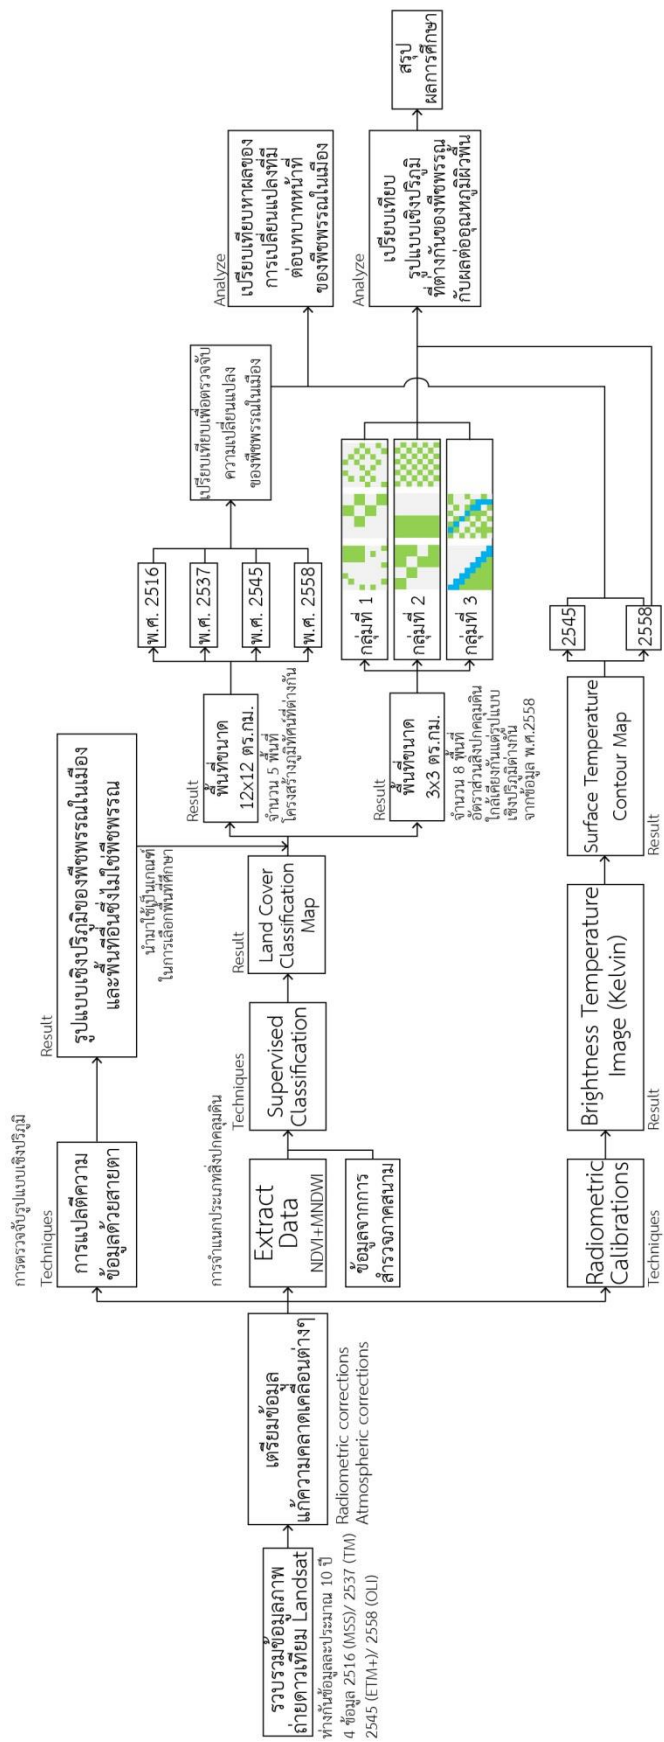 รวบรวมข้อมูลภาพ
ถ่ายดาวเทียม Landsat
ห่างกันข้อมูลละประมาณ 10 ปี
4 ข้อมูล 2516 (MSS)/ 2537 (TM)
2545 (ETM+)/ 2558 (OLI)
เตรียมข้อมูล
แก้ความคลาดเคลื่อนต่างๆ
Radiometric corrections
Atmospheric corrections
การตรวจจับรูปแบบเชิงปริภูมิ
Techniques
การแปลตีความ
ข้อมูลด้วยสายตา
Result
รูปแบบเชิงปริภูมิของพืชพรรณในเมือง
และพื้นที่อื่นซึ่งไม่ใช่พืชพรรณ
นำมาใช้เป็นเกณฑ์
ในการเลือกพื้นที่ศึกษา
การจำแนกประเภทสิ่งปกคลุมดิน
Extract
Data
NDVI+MNDWI
ข้อมูลจากการ
สำรวจภาคสนาม
Techniques
Supervised
Classification
Result
Land Cover
Classification
Map
Result
พื้นที่ขนาด
12x12 ตร.กม.
จำนวน 5 พื้นที่
โครงสร้างภูมิทัศน์ที่ต่างกัน
พ.ศ. 2516
พ.ศ. 2537
พ.ศ. 2545
พ.ศ. 2558
เปรียบเทียบเพื่อตรวจจับ
ความเปลี่ยนแปลง
ของพืชพรรณในเมือง
Analyze
เปรียบเทียบหาผลของ
การเปลี่ยนแปลงที่มี
ต่อบทบาทหน้าที่
ของพืชพรรณในเมือง
Result
พื้นที่ขนาด
3x3 ตร.กม.
จำนวน 8 พื้นที่
อัตราส่วนสิ่งปกคลุมดิน
ใกล้เคียงกันแต่รูปแบบ
เชิงปริภูมิต่างกัน
จากข้อมูล พ.ศ.2558
กลุ่มที่ 1
กลุ่มที่ 2
กลุ่มที่ 3
Analyze
เปรียบเทียบ
รูปแบบเชิงปริภูมิ
ที่ต่างกันของพืชพรรณ
กับผลต่ออุณหภูมิผิวพื้น
สรุป
ผลการศึกษา
Radiometric
Calibrations
Techniques
Brightness Temperature
Image (Kelvin)
Result
Surface Temperature
Contour Map
Result
2545
2558